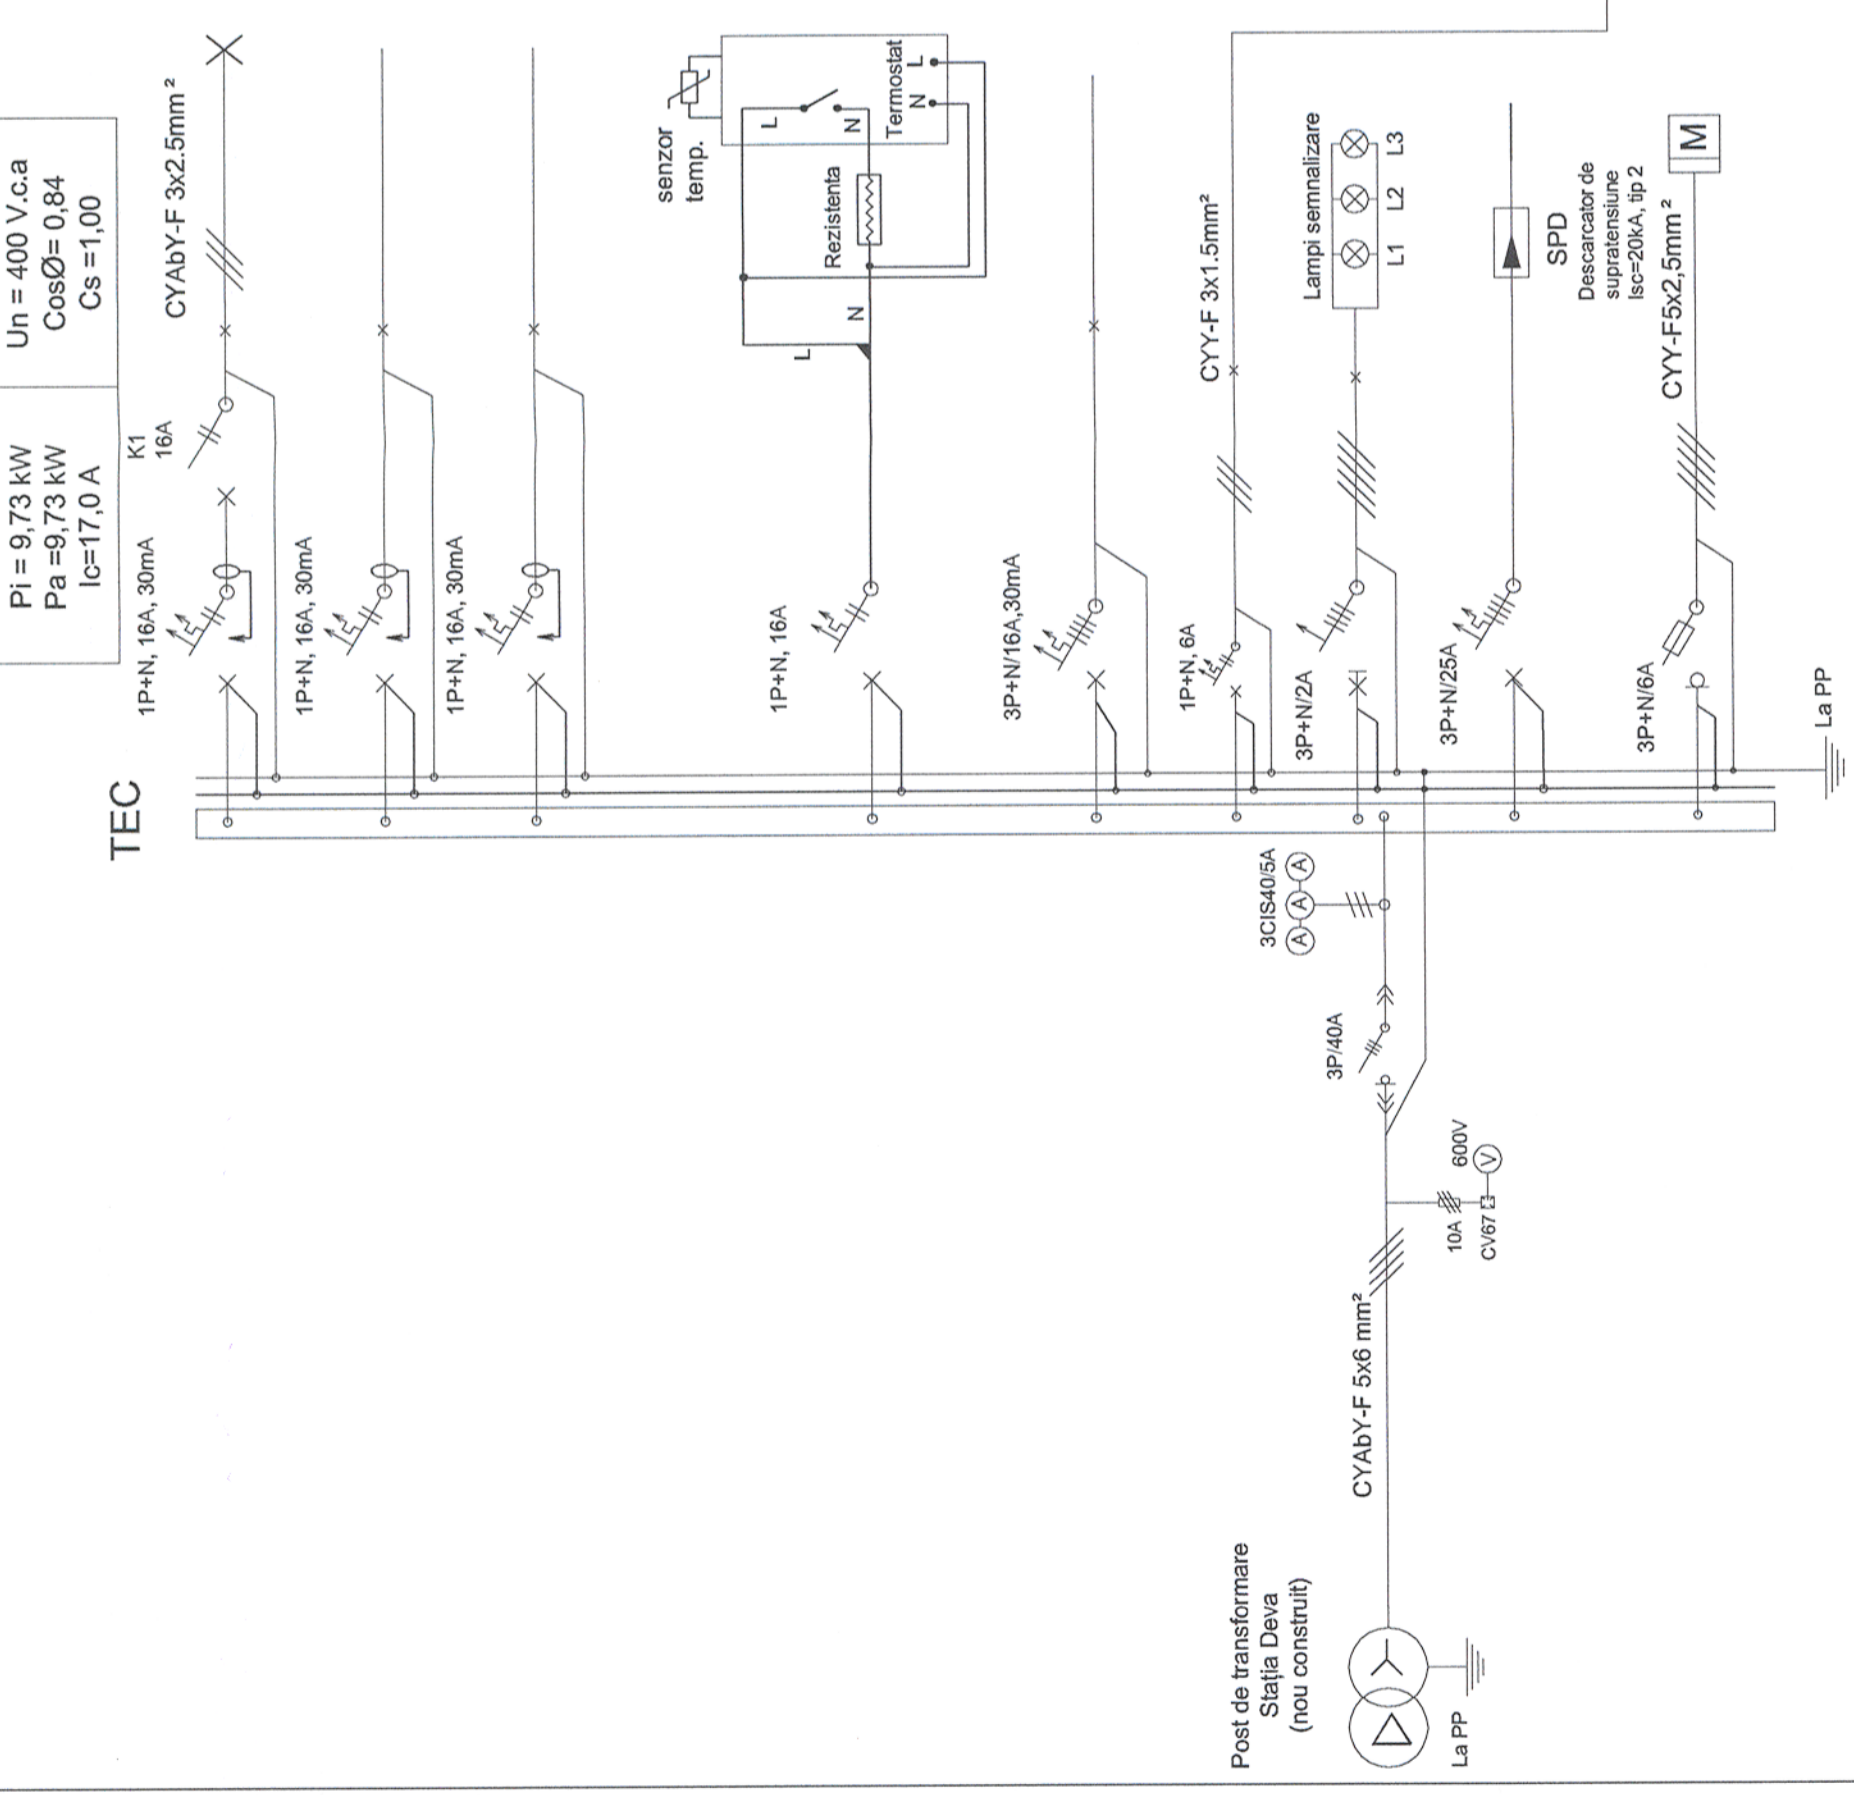 Pi = 9,73 kW
Pa =9,73 kW
Ic=17,0 A
Un = 400 V.c.a
CosØ= 0,84
Cs =1,00
TEC
1P+N, 16A, 30mA
K1
16A
CYAbY-F 3x2.5mm²
1P+N, 16A, 30mA
1P+N, 16A, 30mA
1P+N, 16A
L
N
Rezistenta
senzor
temp.
L
N
Termostat
N
L
3P+N/16A,30mA
1P+N, 6A
CYY-F 3x1.5mm²
3P+N/2A
Lampi semnalizare
L1
L2
L3
3P+N/25A
SPD
Descarcator de
supratensiune
Isc=20kA, tip 2
3P+N/6A
CYY-F5x2,5mm²
M
La PP
3CIS40/5A
A
A
A
3P/40A
600V
V
10A
CV67
CYAbY-F 5x6 mm²
Post de transformare
Stația Deva
(nou construit)
La PP